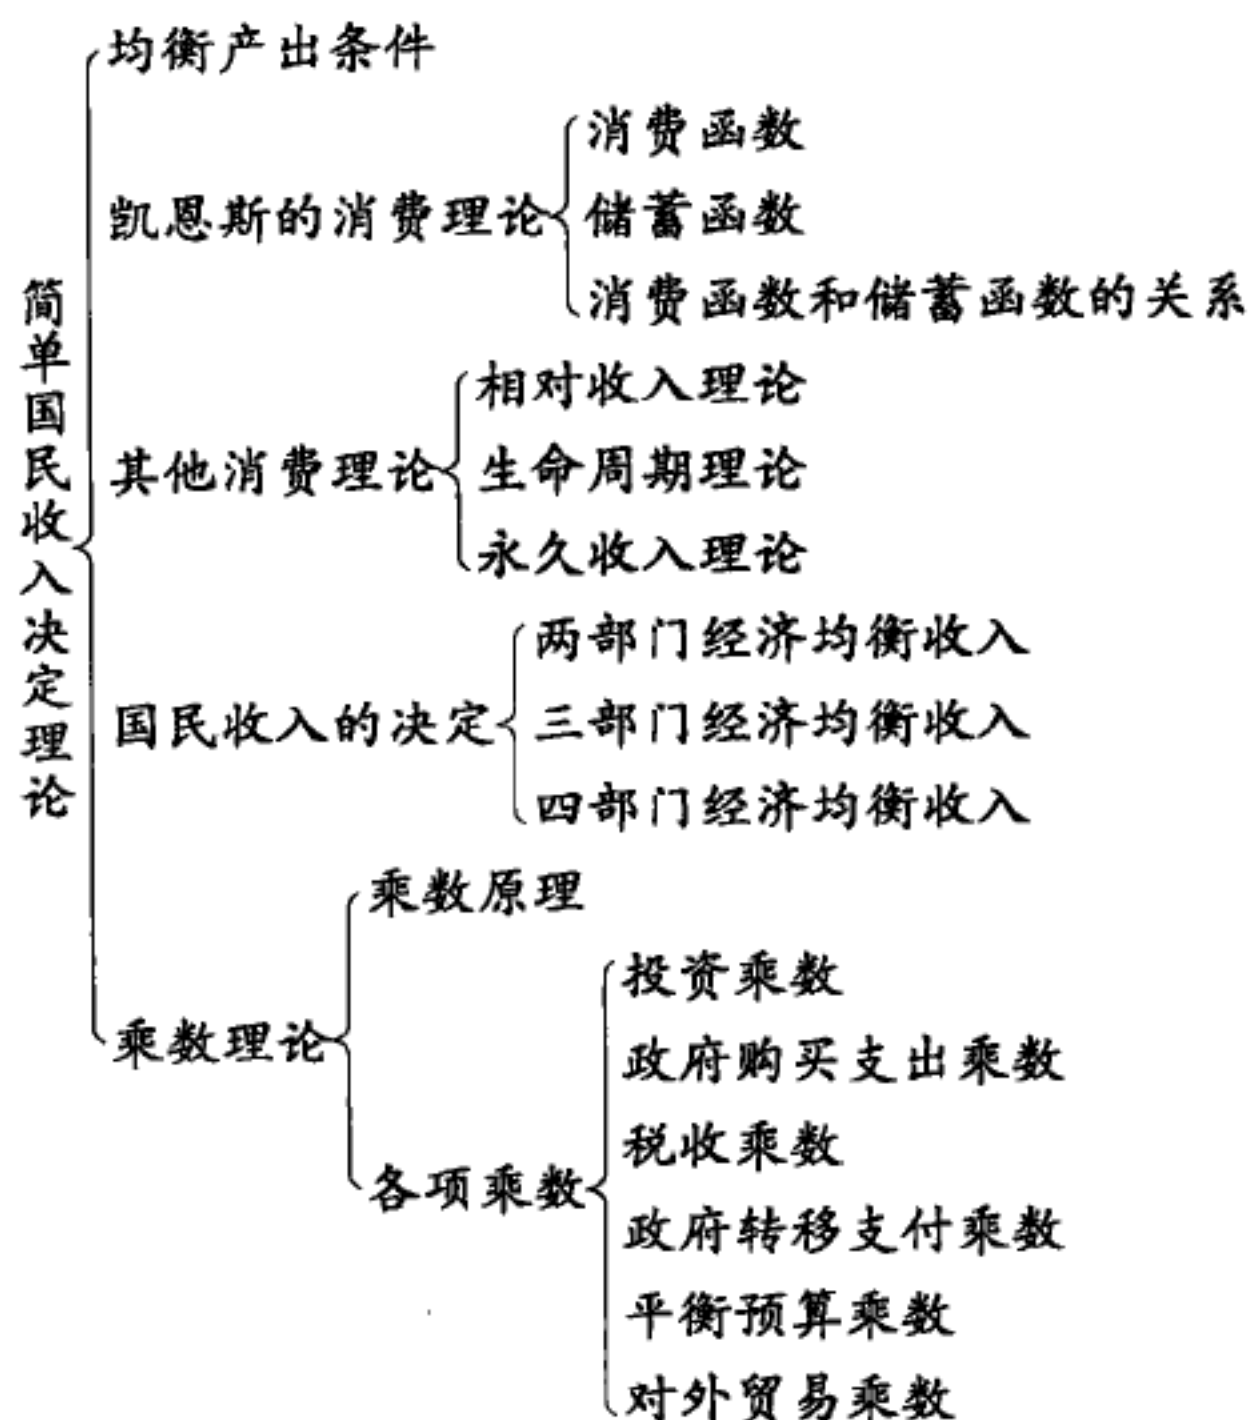 简单国民收入决定理论
均衡产出条件
凯恩斯的消费理论
消费函数
储蓄函数
消费函数和储蓄函数的关系
其他消费理论
相对收入理论
生命周期理论
永久收入理论
国民收入的决定
两部门经济均衡收入
三部门经济均衡收入
四部门经济均衡收入
乘数理论
乘数原理
各项乘数
投资乘数
政府购买支出乘数
税收乘数
政府转移支付乘数
平衡预算乘数
对外贸易乘数